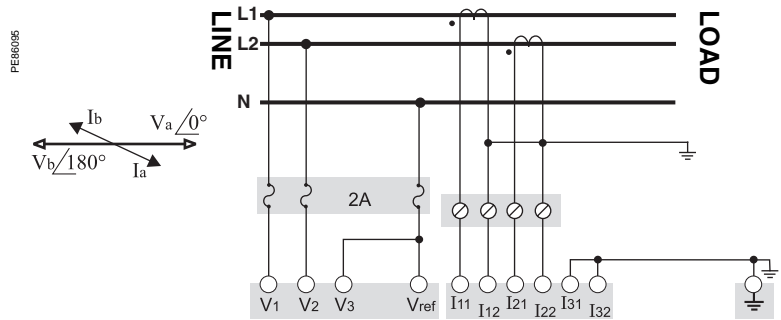 PE86095
LINE
L1
L2
N
LOAD
Ib
Va/0°
Vb/180°
Ia
2A
V1
V2
V3
Vref
I11
I12
I21
I22
I31
I32